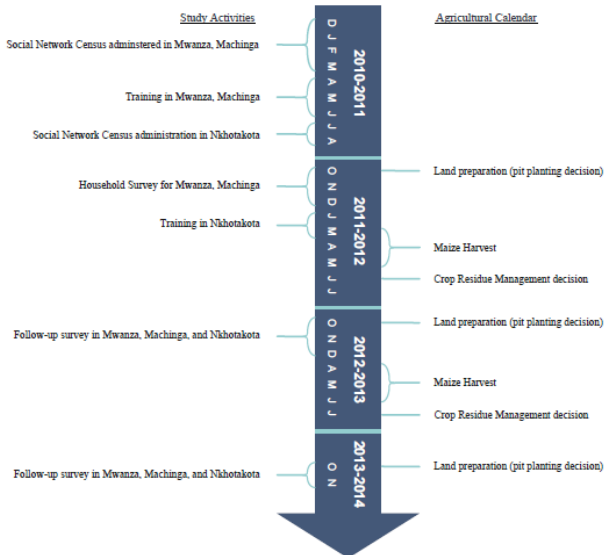 Study Activities
Agricultural Calendar
2010-2011
D
J
F
M
A
M
J
J
A
Social Network Census adminstered in Mwanza, Machinga
Training in Mwanza, Machinga
Social Network Census administration in Nkhotakota
2011-2012
O
N
D
J
M
A
M
J
J
Land preparation (pit planting decision)
Household Survey for Mwanza, Machinga
Training in Nkhotakota
Maize Harvest
Crop Residue Management decision
2012-2013
O
N
D
A
M
J
J
Land preparation (pit planting decision)
Follow-up survey in Mwanza, Machinga, and Nkhotakota
Maize Harvest
Crop Residue Management decision
2013-2014
O
N
Land preparation (pit planting decision)
Follow-up survey in Mwanza, Machinga, and Nkhotakota